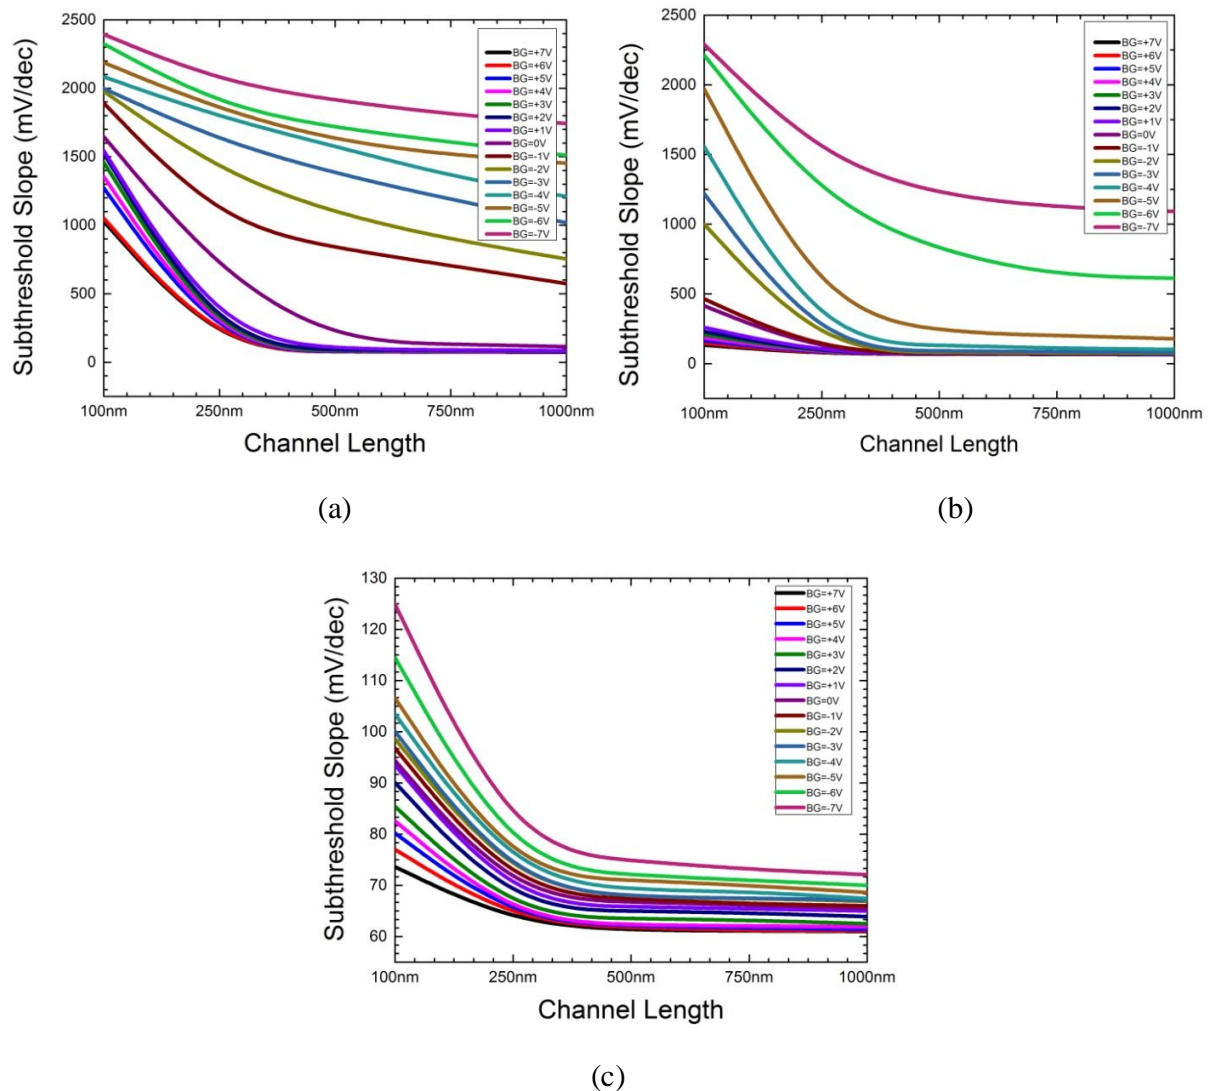 2500
2000
1500
1000
500
0
Subthreshold Slope (mV/dec)
BG=+7V
BG=+6V
BG=+5V
BG=+4V
BG=+3V
BG=+2V
BG=+1V
BG=0V
BG=-1V
BG=-2V
BG=-3V
BG=-4V
BG=-5V
BG=-6V
BG=-7V
100nm 250nm 500nm 750nm 1000nm
Channel Length
(a)
2500
2000
1500
1000
500
0
Subthreshold Slope (mV/dec)
BG=+7V
BG=+6V
BG=+5V
BG=+4V
BG=+3V
BG=+2V
BG=+1V
BG=0V
BG=-1V
BG=-2V
BG=-3V
BG=-4V
BG=-5V
BG=-6V
BG=-7V
100nm 250nm 500nm 750nm 1000nm
Channel Length
(b)
130
120
110
100
90
80
70
60
Subthreshold Slope (mV/dec)
BG=+7V
BG=+6V
BG=+5V
BG=+4V
BG=+3V
BG=+2V
BG=+1V
BG=0V
BG=-1V
BG=-2V
BG=-3V
BG=-4V
BG=-5V
BG=-6V
BG=-7V
100nm 250nm 500nm 750nm 1000nm
Channel Length
(c)